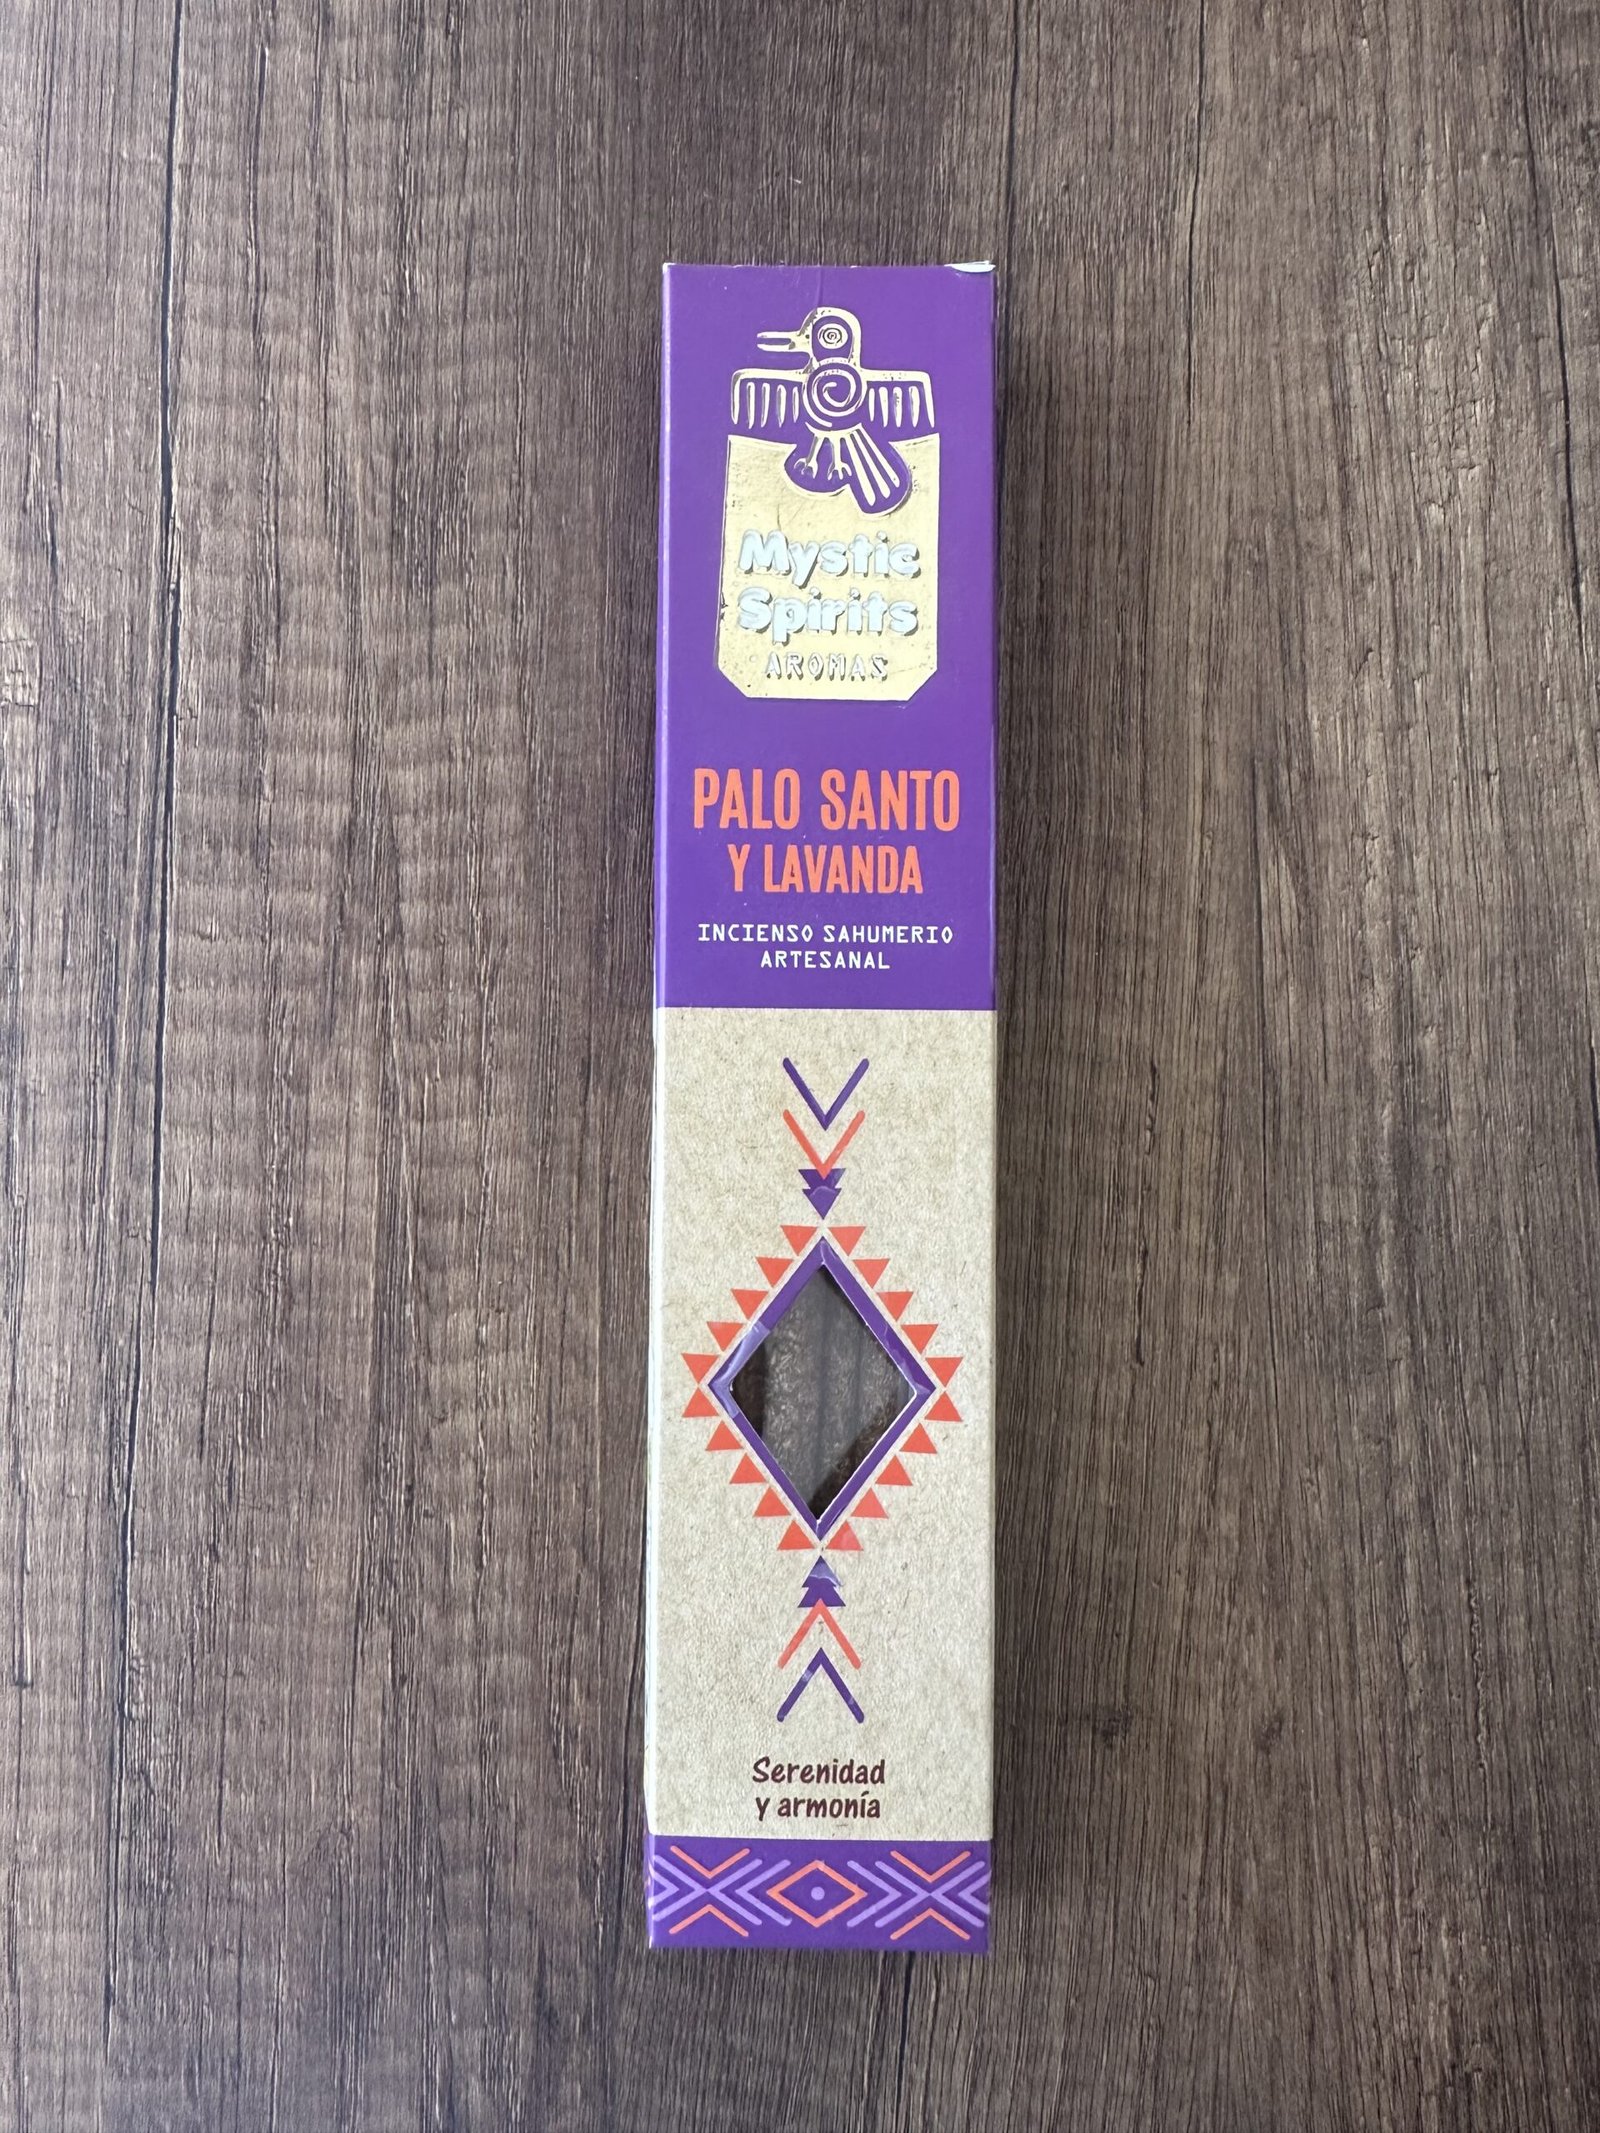 Mystic
Spirits
AROMAS
PALO SANTO
Y LAVANDA
INCIENSO SAHUMERIO
ARTESANAL
Serenidad
y armonía